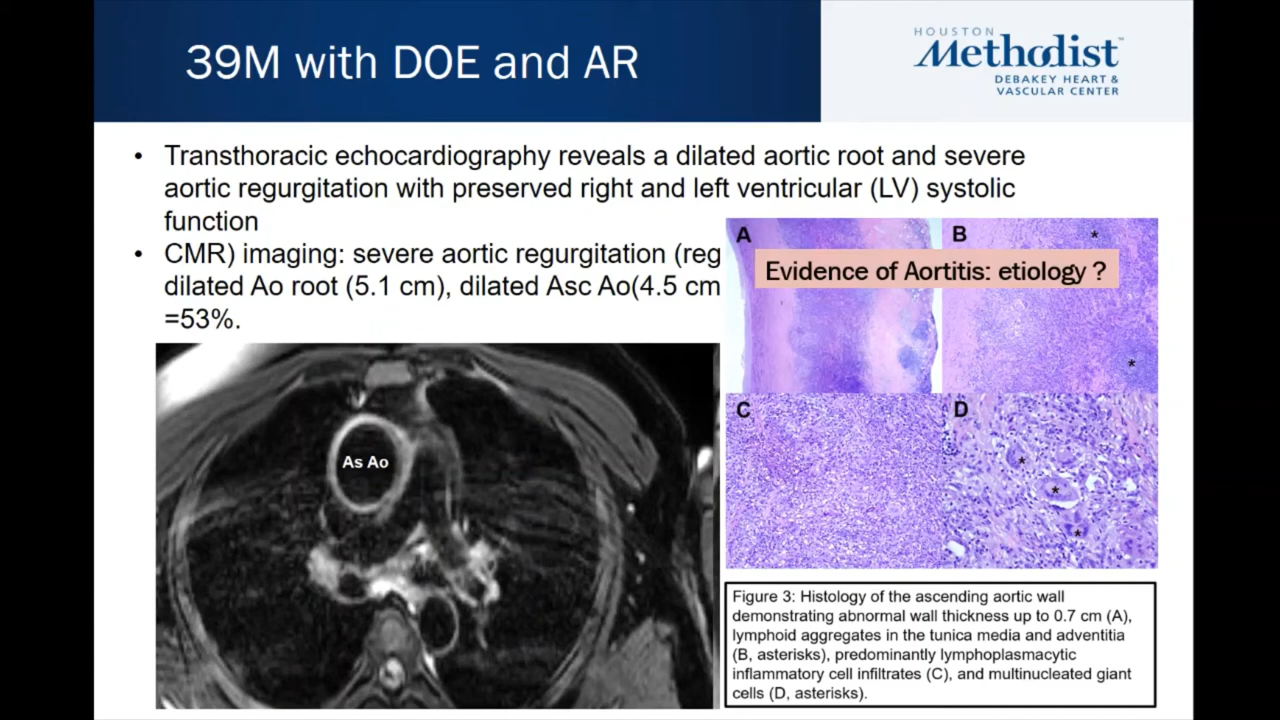 39M with DOE and AR
HOUSTON
Methodist™
DEBAKEY HEART &
VASCULAR CENTER
• Transthoracic echocardiography reveals a dilated aortic root and severe
aortic regurgitation with preserved right and left ventricular (LV) systolic
function
• CMR) imaging: severe aortic regurgitation (reg
dilated Ao root (5.1 cm), dilated Asc Ao(4.5 cm
=53%.
As Ao
A
B
*
Evidence of Aortitis: etiology ?
*
C
D
*
*
*
Figure 3: Histology of the ascending aortic wall
demonstrating abnormal wall thickness up to 0.7 cm (A),
lymphoid aggregates in the tunica media and adventitia
(B, asterisks), predominantly lymphoplasmacytic
inflammatory cell infiltrates (C), and multinucleated giant
cells (D, asterisks).